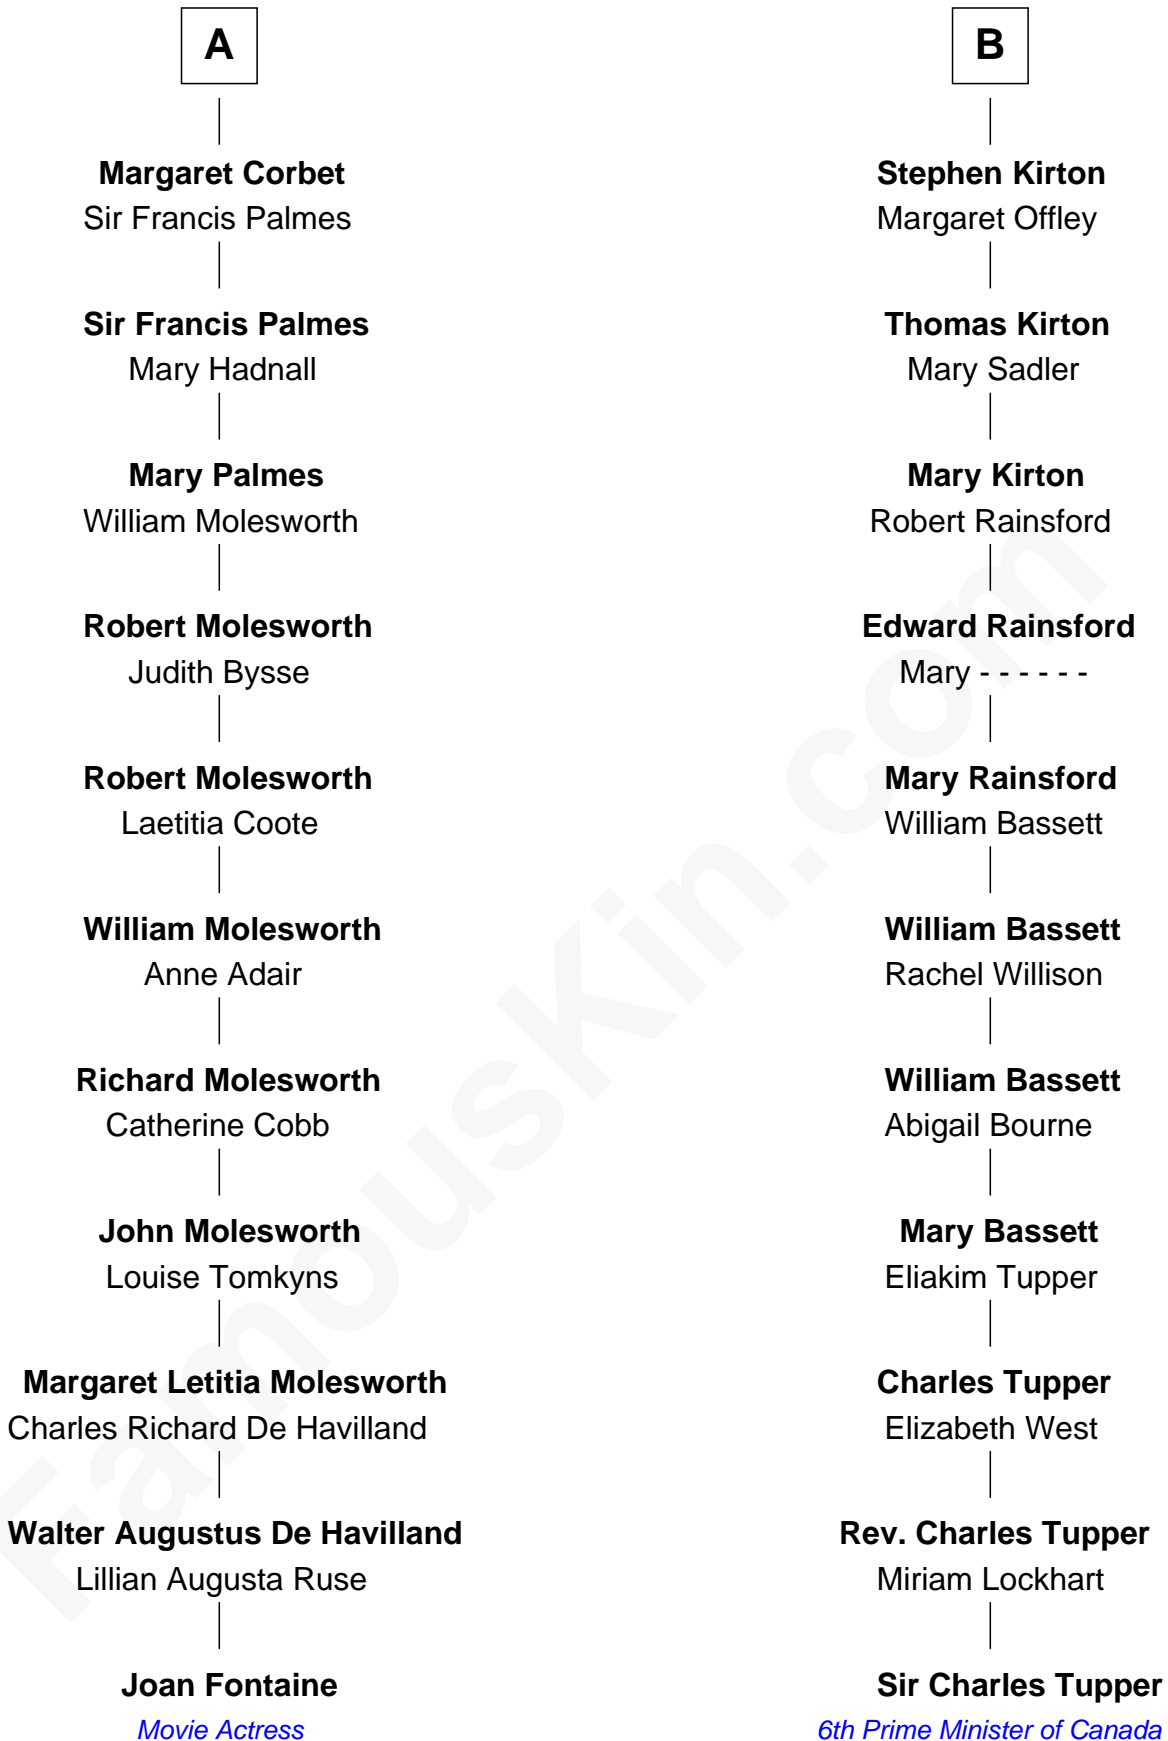 A
Margaret Corbet
Sir Francis Palmes
Sir Francis Palmes
Mary Hadnall
Mary Palmes
William Molesworth
Robert Molesworth
Judith Bysse
Robert Molesworth
Laetitia Coote
William Molesworth
Anne Adair
Richard Molesworth
Catherine Cobb
John Molesworth
Louise Tomkyns
Margaret Letitia Molesworth
Charles Richard De Havilland
Walter Augustus De Havilland
Lillian Augusta Ruse
Joan Fontaine
Movie Actress
B
Stephen Kirton
Margaret Offley
Thomas Kirton
Mary Sadler
Mary Kirton
Robert Rainsford
Edward Rainsford
Mary - - - - - -
Mary Rainsford
William Bassett
William Bassett
Rachel Willison
William Bassett
Abigail Bourne
Mary Bassett
Eliakim Tupper
Charles Tupper
Elizabeth West
Rev. Charles Tupper
Miriam Lockhart
Sir Charles Tupper
6th Prime Minister of Canada
FamousKin.com